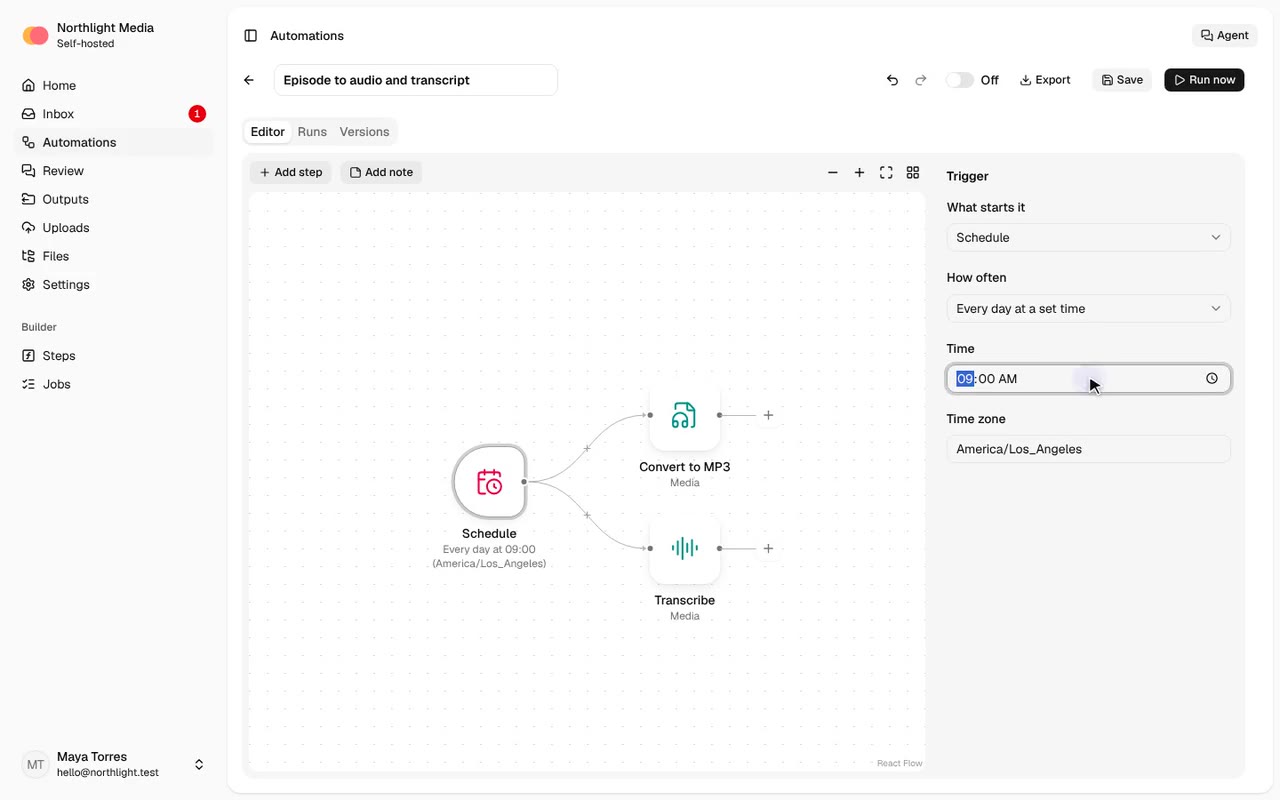 Northlight Media
Self-hosted
Home
Inbox
1
Automations
Review
Outputs
Uploads
Files
Settings
Builder
Steps
Jobs
MT
Maya Torres
hello@northlight.test
Automations
Agent
Episode to audio and transcript
Off
Export
Save
Run now
Editor
Runs
Versions
Add step
Add note
Schedule
Every day at 09:00
(America/Los_Angeles)
Convert to MP3
Media
Transcribe
Media
React Flow
Trigger
What starts it
Schedule
How often
Every day at a set time
Time
09:00 AM
Time zone
America/Los_Angeles